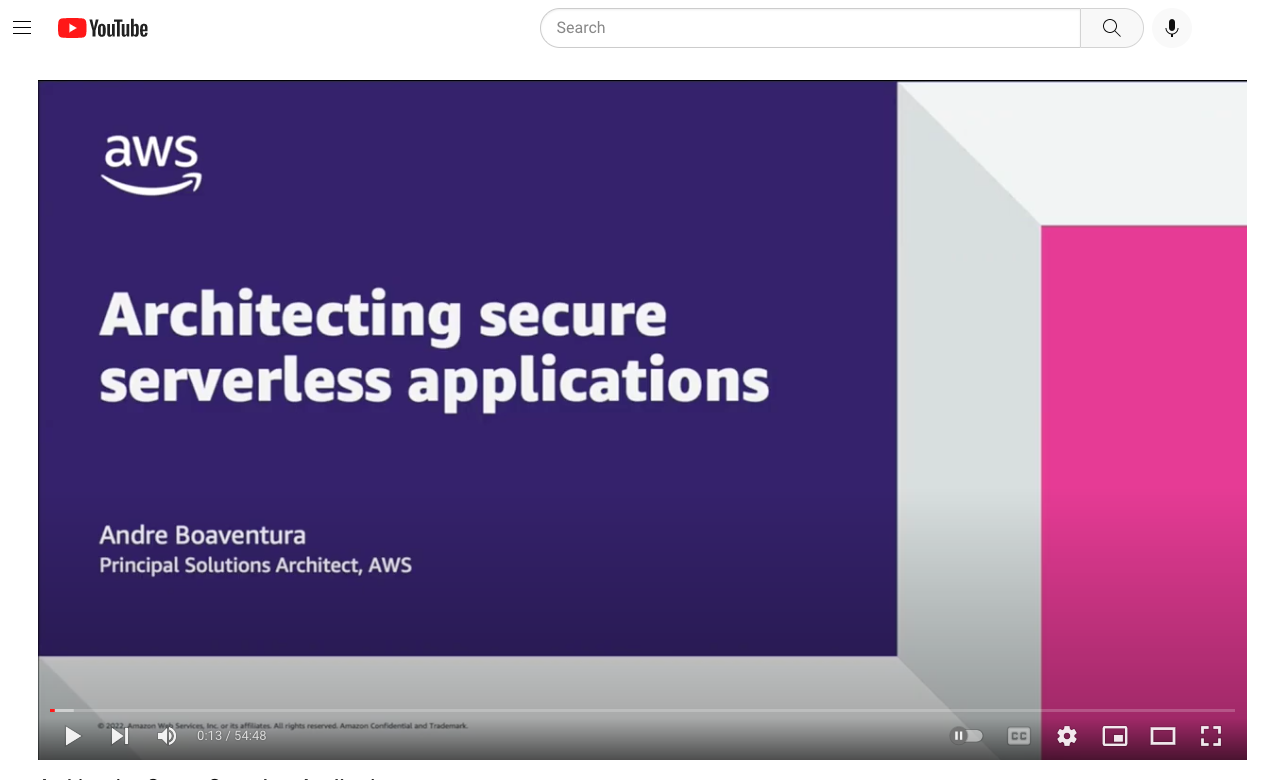 YouTube
Search
aws
Architecting secure
serverless applications
Andre Boaventura
Principal Solutions Architect, AWS
© 2022, Amazon Web Services, Inc. or its affiliates. All rights reserved. Amazon Confidential and Trademark.
0:13 / 54:48
CC